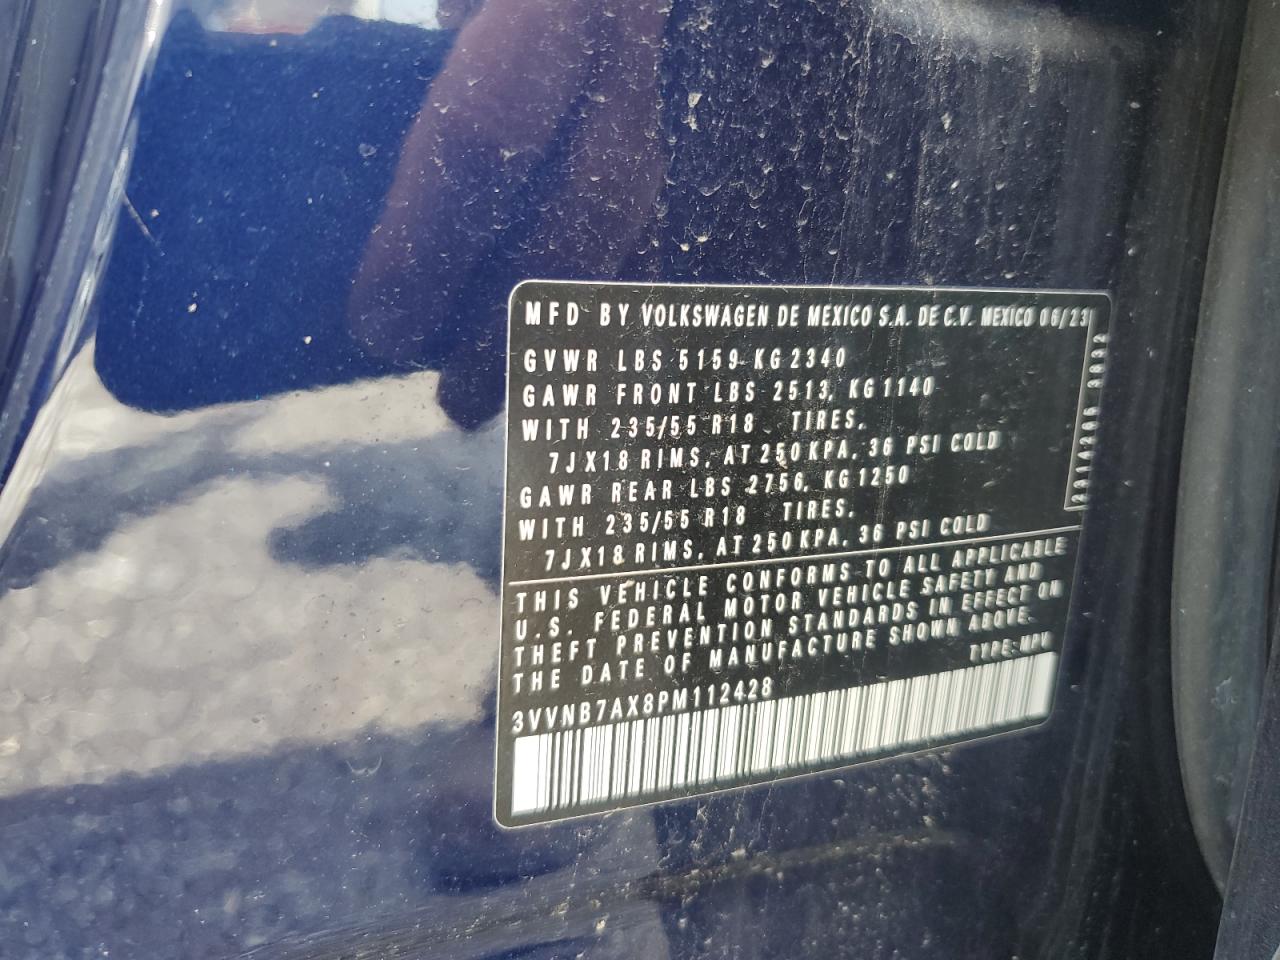 MFD BY VOLKSWAGEN DE MEXICO S.A. DE C.V. MEXICO 06/23
GVWR LBS 5159 KG 2340
GAWR FRONT LBS 2513, KG 1140
WITH 235/55 R18 TIRES,
7JX18 RIMS, AT 250 KPA, 36 PSI COLD
GAWR REAR LBS 2756, KG 1250
WITH 235/55 R18 TIRES,
7JX18 RIMS, AT 250 KPA, 36 PSI COLD
THIS VEHICLE CONFORMS TO ALL APPLICABLE
U.S. FEDERAL MOTOR VEHICLE SAFETY AND
THEFT PREVENTION STANDARDS IN EFFECT ON
THE DATE OF MANUFACTURE SHOWN ABOVE.
TYPE: MPV
3VVNB7AX8PM112428